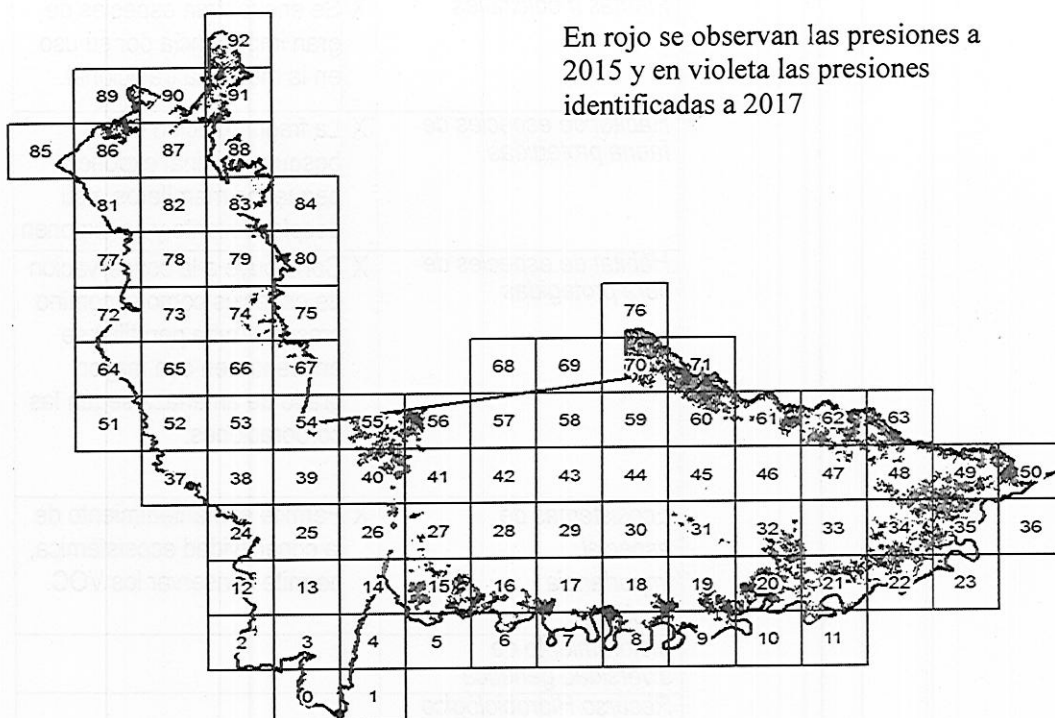 En rojo se observan las presiones a
2015 y en violeta las presiones
identificadas a 2017
92
89 90 91
85 86 87 88
81 82 83 84
77 78 79 80
72 73 74 75
76
64 65 66 67 68 69 70 71
51 52 53 54 55 56 57 58 59 60 61 62 63
37 38 39 40 41 42 43 44 45 46 47 48 49 50
24 25 26 27 28 29 30 31 32 33 34 35 36
12 13 14 15 16 17 18 19 20 21 22 23
2 3 4 5 6 7 8 9 10 11
0 1